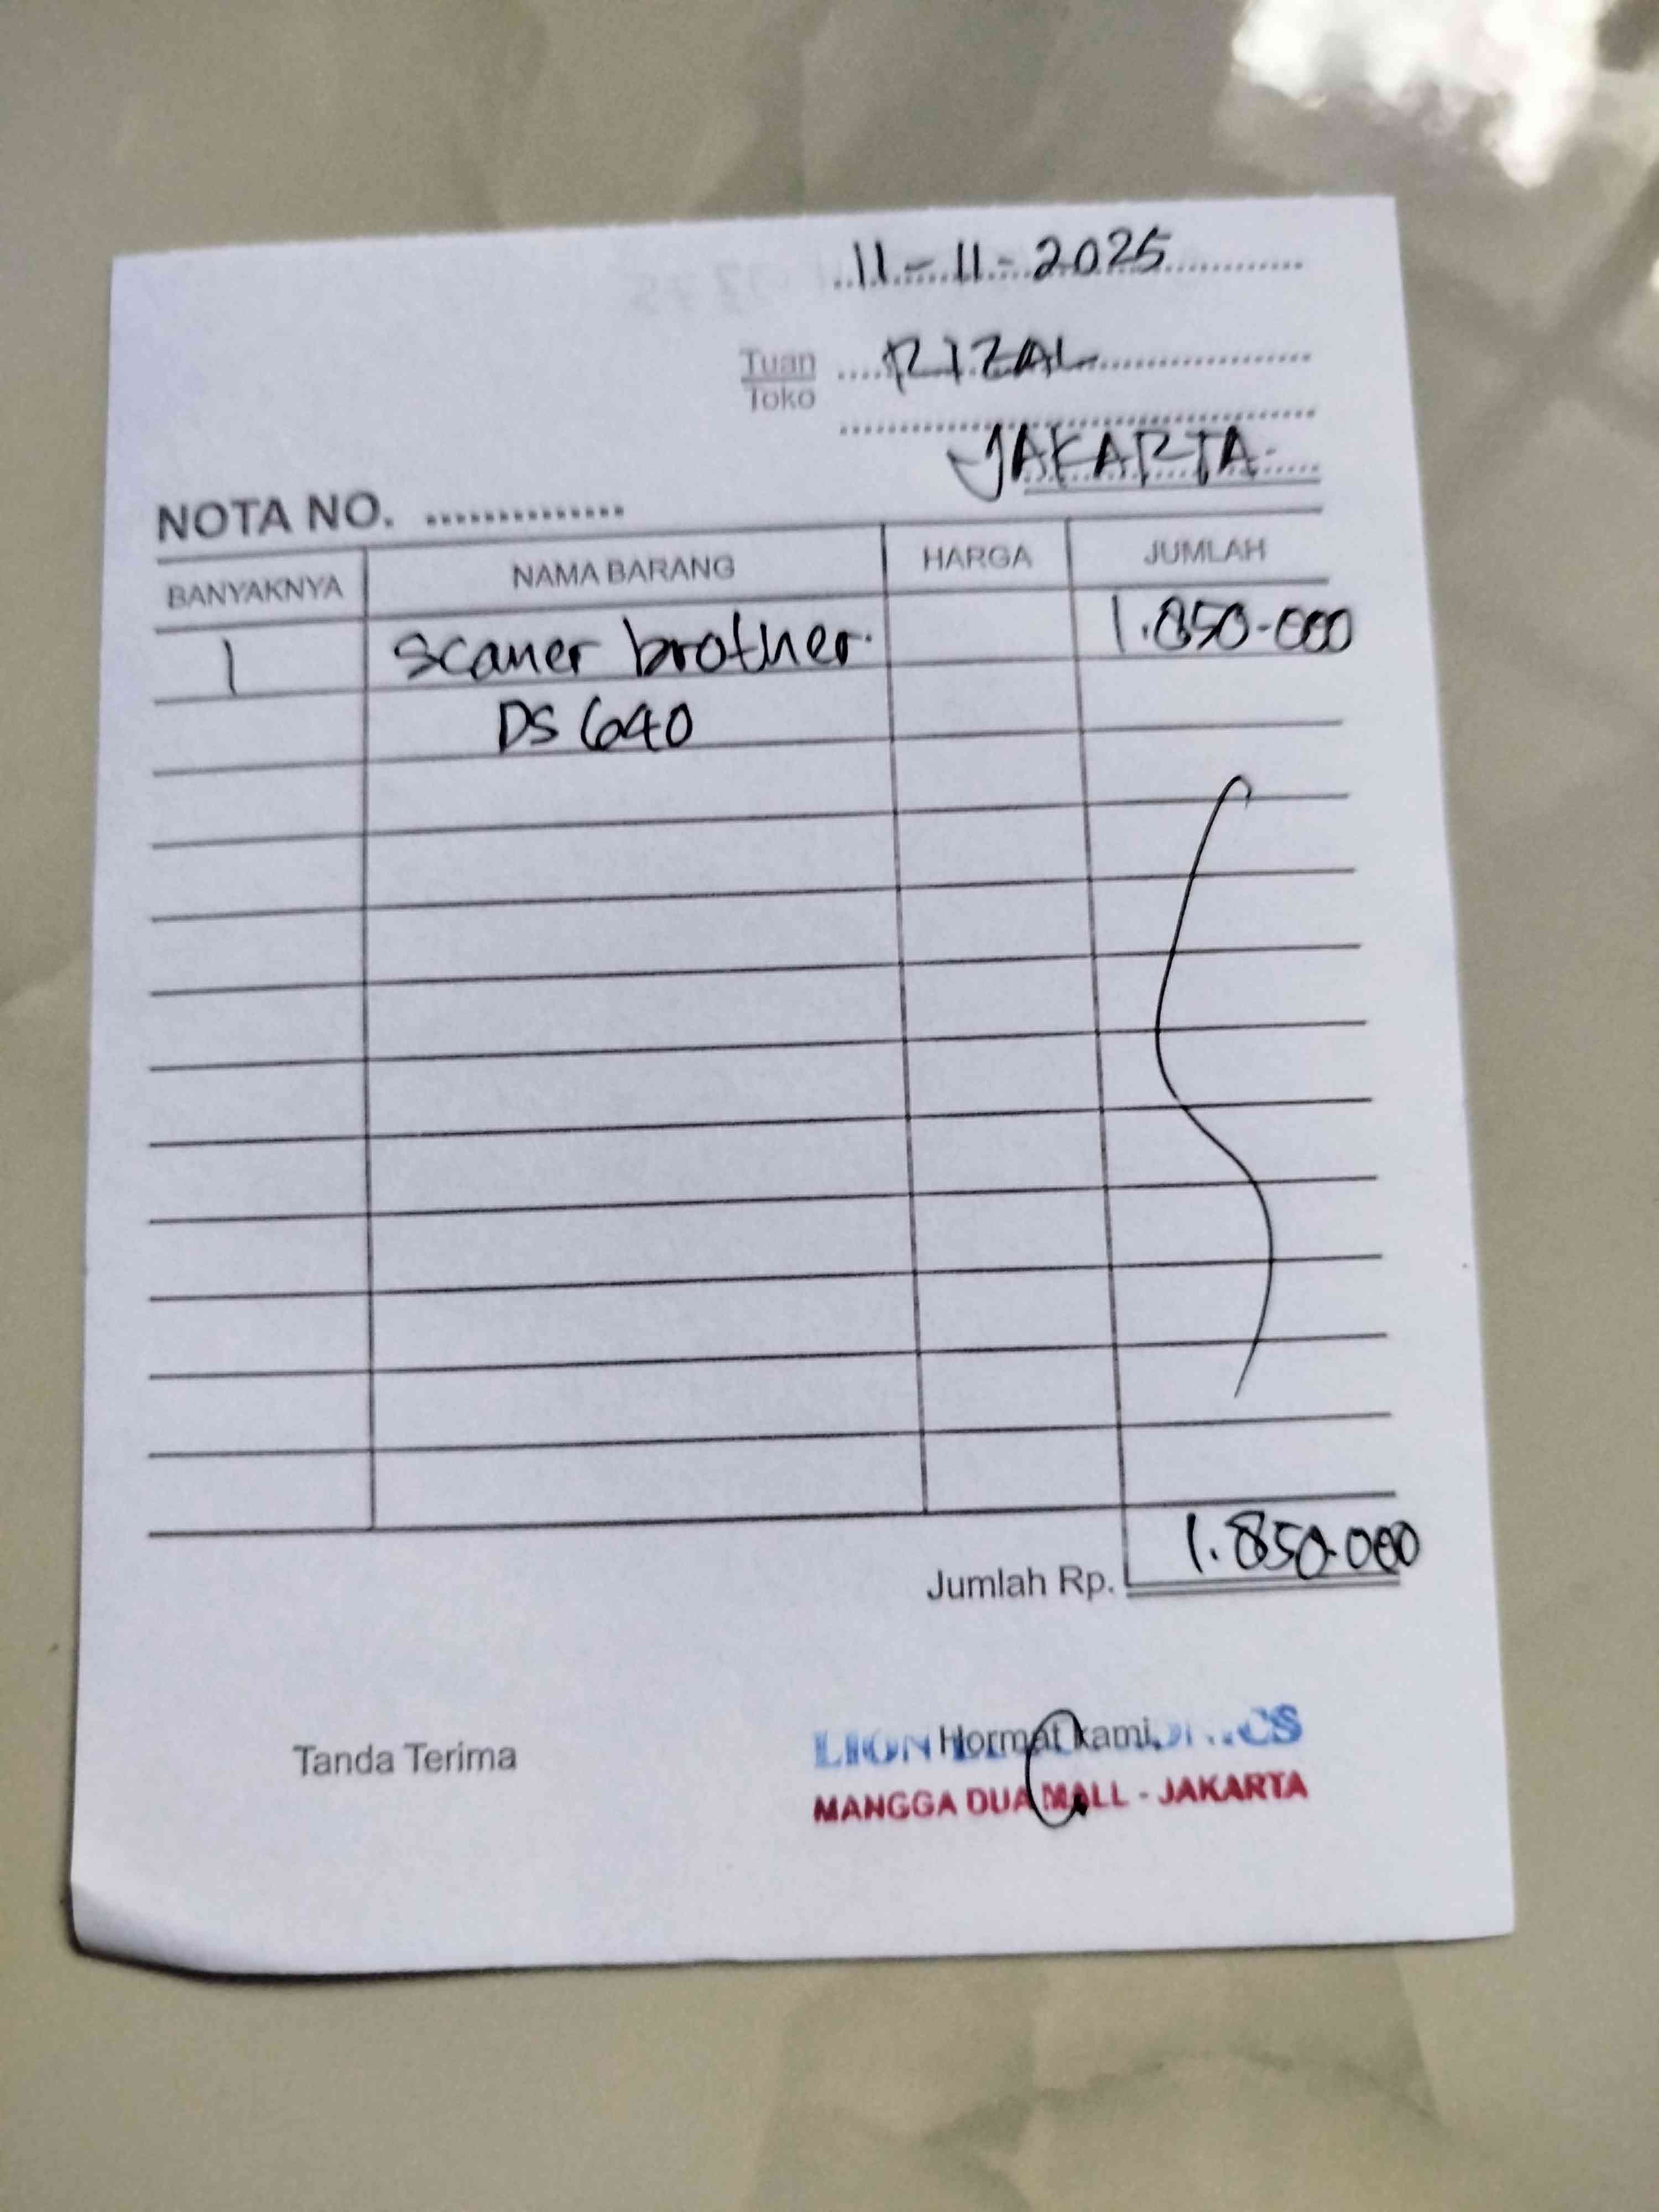 11-11-2025
Tuan RIZAL
Toko
JAKARTA
NOTA NO. ..............
BANYAKNYA NAMA BARANG HARGA JUMLAH
1 scaner brother. 1.850.000
DS 640
Jumlah Rp. 1.850.000
Tanda Terima Hormat kami,
LION
MANGGA DUA MALL - JAKARTA